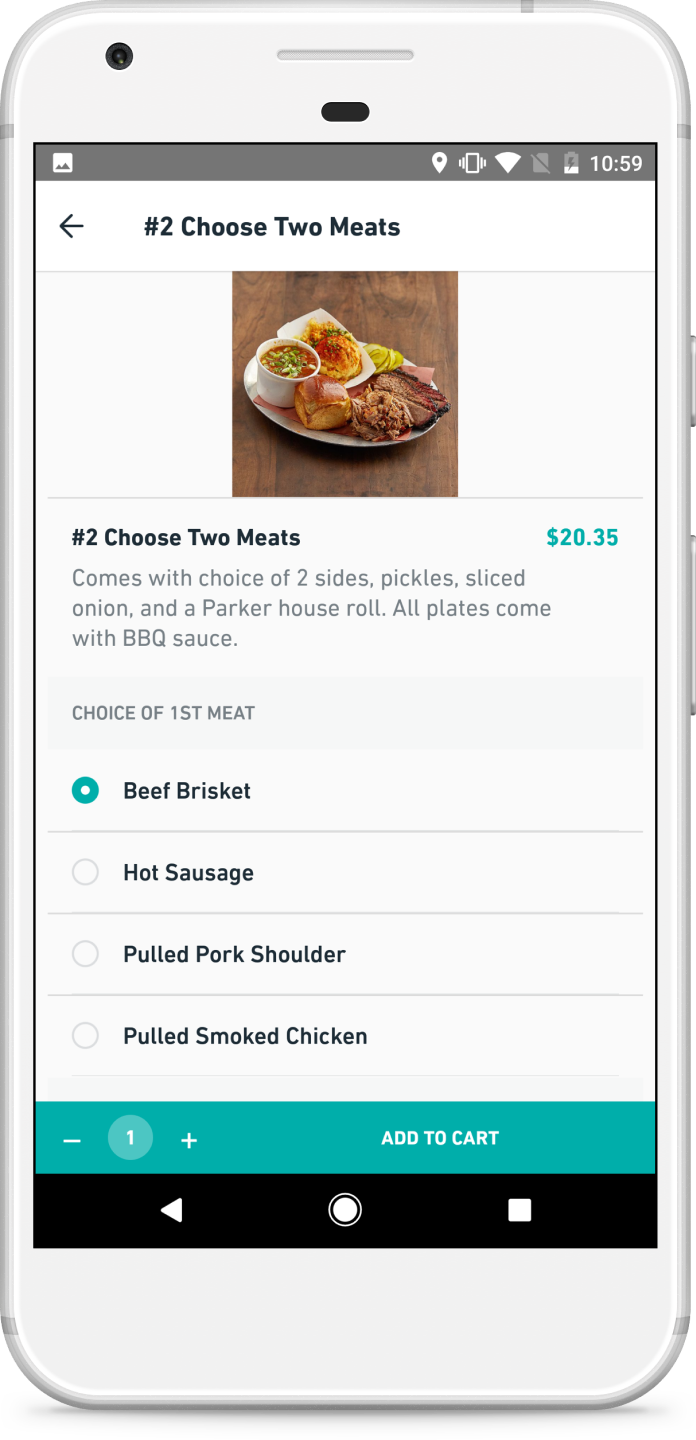 10:59
#2 Choose Two Meats
#2 Choose Two Meats
$20.35
Comes with choice of 2 sides, pickles, sliced
onion, and a Parker house roll. All plates come
with BBQ sauce.
CHOICE OF 1ST MEAT
Beef Brisket
Hot Sausage
Pulled Pork Shoulder
Pulled Smoked Chicken
− 1 + ADD TO CART